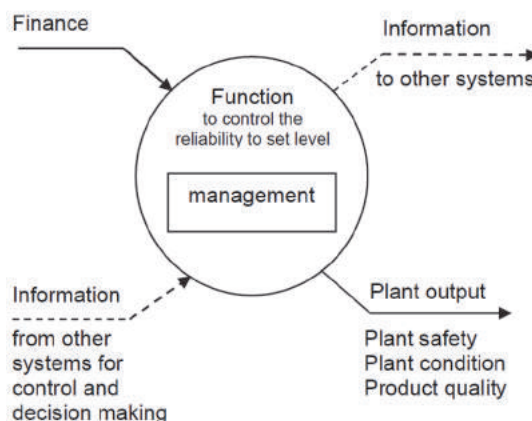 Finance
Information
to other systems
Function
to control the
reliability to set level
management
Information
from other
systems for
control and
decision making
Plant output
Plant safety
Plant condition
Product quality